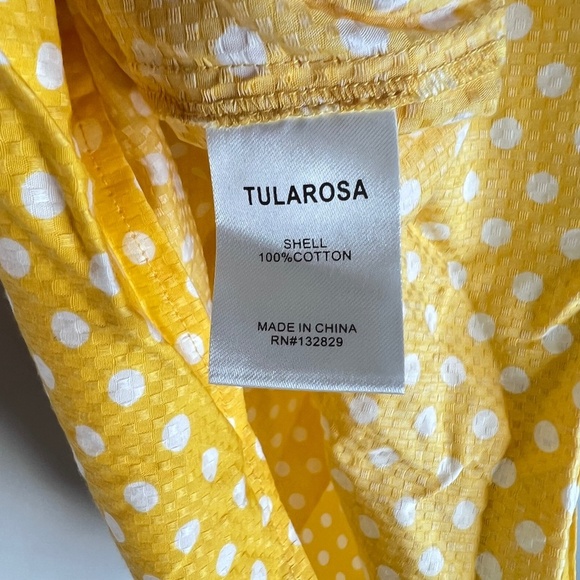 TULAROSA
SHELL
100%COTTON
MADE IN CHINA
RN#132829